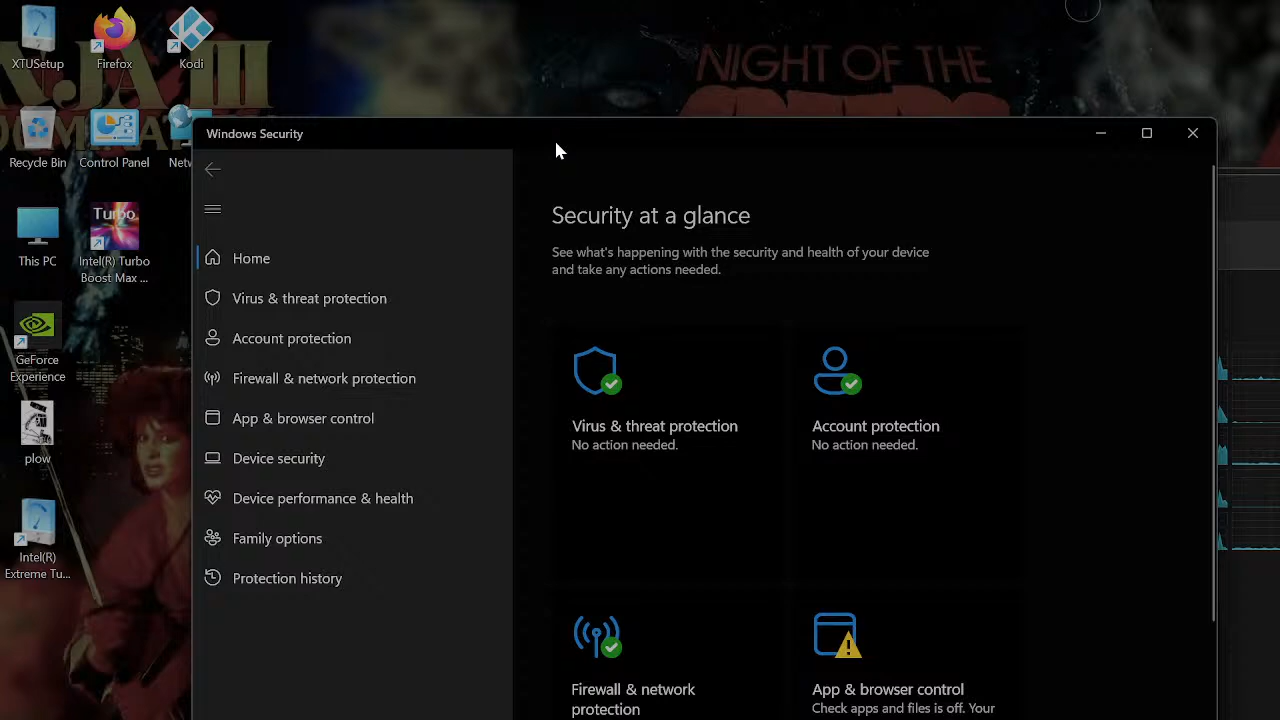 NJA III
DOMINAT
NIGHT OF THE
XTUSetup
Firefox
Kodi
Recycle Bin
Control Panel
Netw
This PC
Turbo
Intel(R) Turbo
Boost Max ...
GeForce
Experience
plow
Intel(R)
Extreme Tu...
Windows Security
Home
Virus & threat protection
Account protection
Firewall & network protection
App & browser control
Device security
Device performance & health
Family options
Protection history
Security at a glance
See what's happening with the security and health of your device
and take any actions needed.
Virus & threat protection
No action needed.
Account protection
No action needed.
Firewall & network
protection
App & browser control
Check apps and files is off. Your